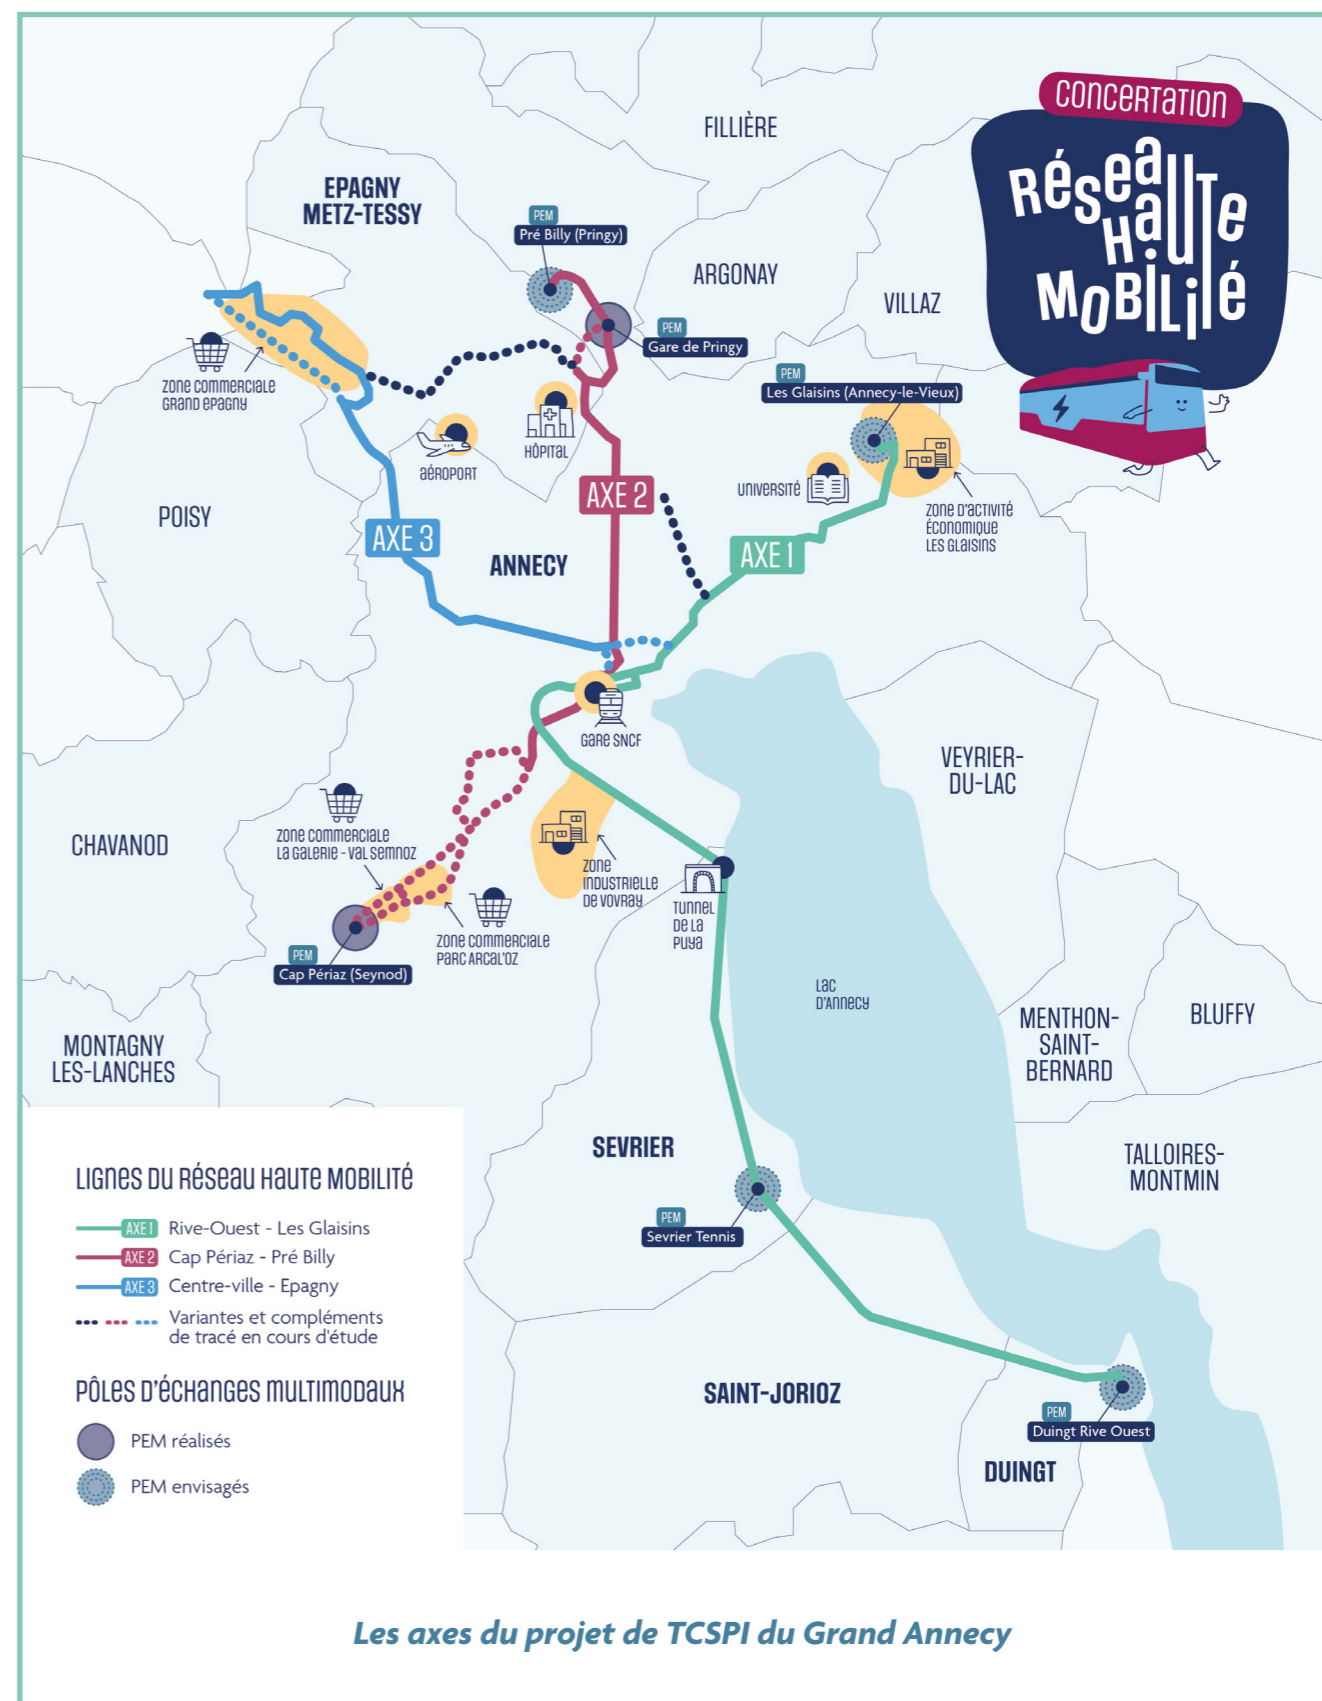 CONCERTATION
Réseau
Haute
Mobilité
FILLIÈRE
EPAGNY
METZ-TESSY
PEM
Pré Billy (Pringy)
ARGONAY
VILLAZ
PEM
Gare de Pringy
PEM
Les Glaisins (Annecy-le-Vieux)
ZONE COMMERCIALE
GRAND EPAGNY
AÉROPORT
HÔPITAL
UNIVERSITÉ
ZONE D'ACTIVITÉ
ÉCONOMIQUE
LES GLAISINS
POISY
AXE 3
AXE 2
AXE 1
ANNECY
GARE SNCF
VEYRIER-
DU-LAC
CHAVANOD
ZONE COMMERCIALE
LA GALERIE - VAL SEMNOZ
ZONE
INDUSTRIELLE
DE VOVRAY
TUNNEL
DE LA
PUYA
ZONE COMMERCIALE
PARC ARCAL'OZ
PEM
Cap Périaz (Seynod)
LAC
D'ANNECY
MENTHON-
SAINT-
BERNARD
BLUFFY
MONTAGNY
LES-LANCHES
SEVRIER
TALLOIRES-
MONTMIN
PEM
Sevrier Tennis
SAINT-JORIOZ
PEM
Duingt Rive Ouest
DUINGT
LIGNES DU RÉSEAU HAUTE MOBILITÉ
AXE 1 Rive-Ouest - Les Glaisins
AXE 2 Cap Périaz - Pré Billy
AXE 3 Centre-ville - Epagny
Variantes et compléments
de tracé en cours d'étude
PÔLES D'ÉCHANGES MULTIMODAUX
PEM réalisés
PEM envisagés
Les axes du projet de TCSPI du Grand Annecy